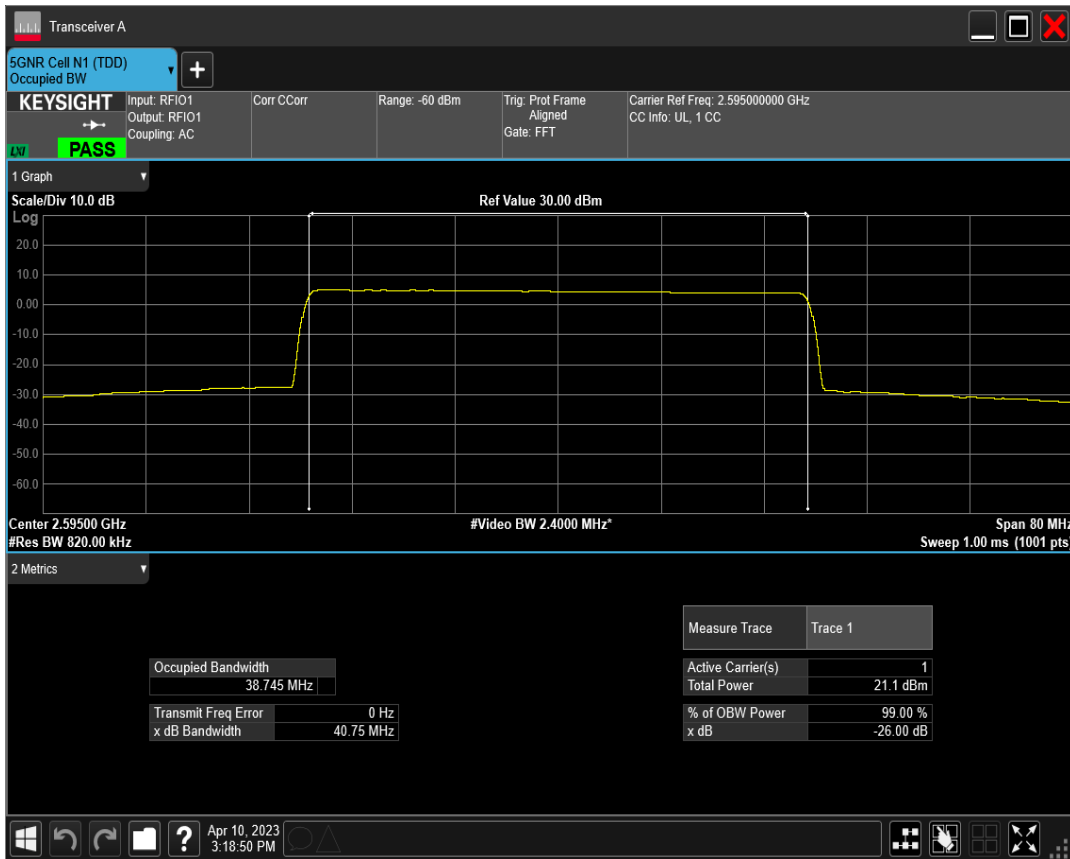 Transceiver A
5GNR Cell N1 (TDD)
Occupied BW
+
KEYSIGHT
LXI
PASS
Input: RFIO1
Output: RFIO1
Coupling: AC
Corr CCorr
Range: -60 dBm
Trig: Prot Frame
Aligned
Gate: FFT
Carrier Ref Freq: 2.595000000 GHz
CC Info: UL, 1 CC
1 Graph
Scale/Div 10.0 dB
Ref Value 30.00 dBm
Log
20.0
10.0
0.00
-10.0
-20.0
-30.0
-40.0
-50.0
-60.0
Center 2.59500 GHz
#Video BW 2.4000 MHz*
Span 80 MHz
#Res BW 820.00 kHz
Sweep 1.00 ms (1001 pts)
2 Metrics
Measure Trace Trace 1
Occupied Bandwidth
38.745 MHz
Active Carrier(s) 1
Total Power 21.1 dBm
Transmit Freq Error 0 Hz
x dB Bandwidth 40.75 MHz
% of OBW Power 99.00 %
x dB -26.00 dB
?
Apr 10, 2023
3:18:50 PM